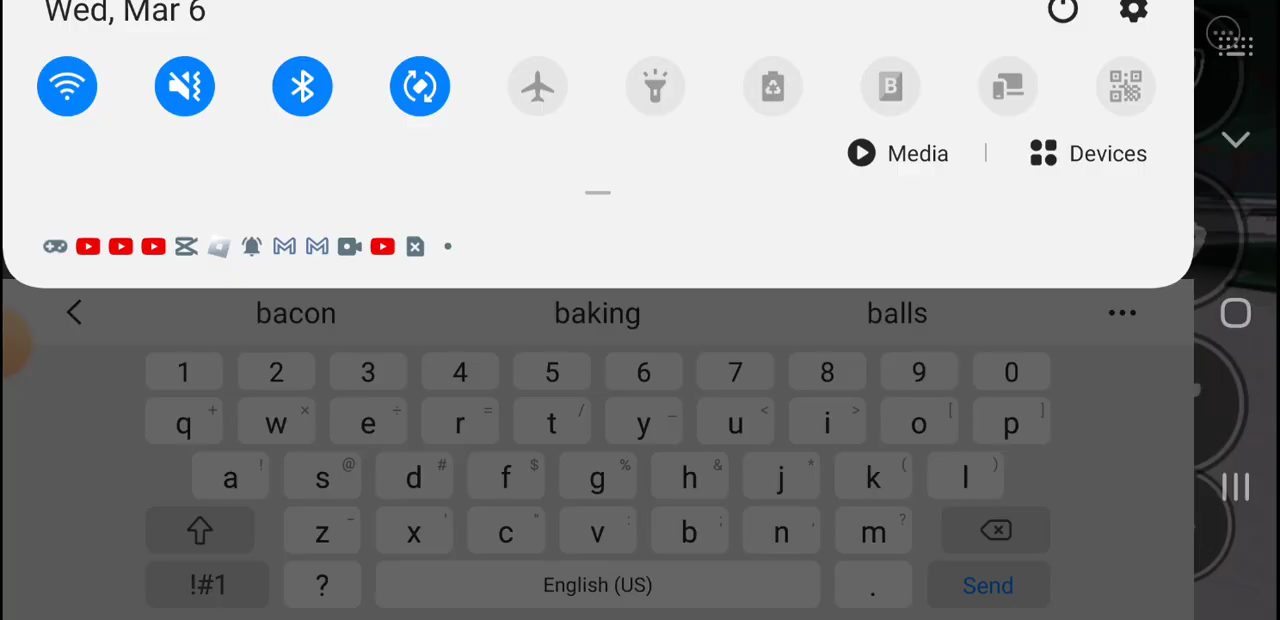 Wed, Mar 6
B
Media | Devices
bacon baking balls
1 2 3 4 5 6 7 8 9 0
q + w × e ÷ r = t / y _ u < i > o [ p ]
a ! s @ d # f $ g % h & j * k ( l )
z - x ' c " v : b ; n , m ?
!#1 ? English (US) . Send